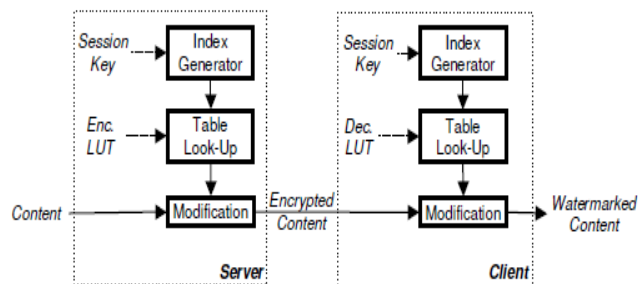 Session
Key
Index
Generator
Enc.
LUT
Table
Look-Up
Content
Modification
Encrypted
Content
Server
Session
Key
Index
Generator
Dec.
LUT
Table
Look-Up
Modification
Watermarked
Content
Client